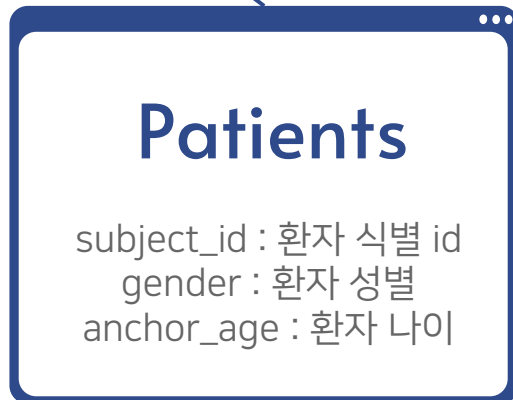 Patients
subject_id : 환자 식별 id
gender : 환자 성별
anchor_age : 환자 나이